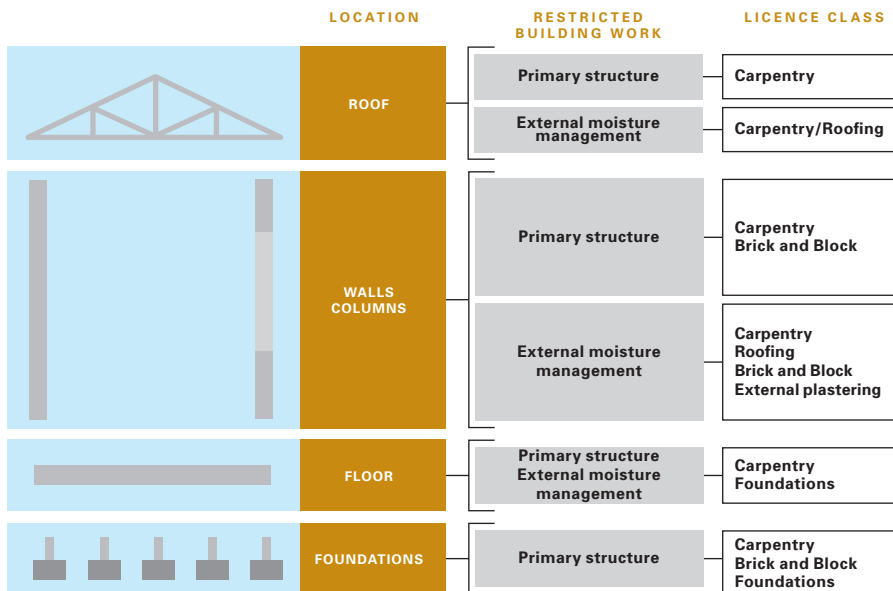 LOCATION
RESTRICTED
BUILDING WORK
LICENCE CLASS
ROOF
Primary structure
Carpentry
External moisture
management
Carpentry/Roofing
WALLS
COLUMNS
Primary structure
Carpentry
Brick and Block
External moisture
management
Carpentry
Roofing
Brick and Block
External plastering
FLOOR
Primary structure
External moisture
management
Carpentry
Foundations
FOUNDATIONS
Primary structure
Carpentry
Brick and Block
Foundations